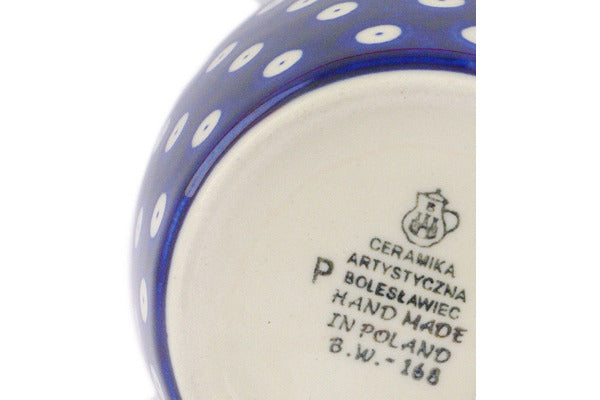 CERAMIKA
ARTYSTYCZNA
P BOLESŁAWIEC
HAND MADE
IN POLAND
B.W.-168